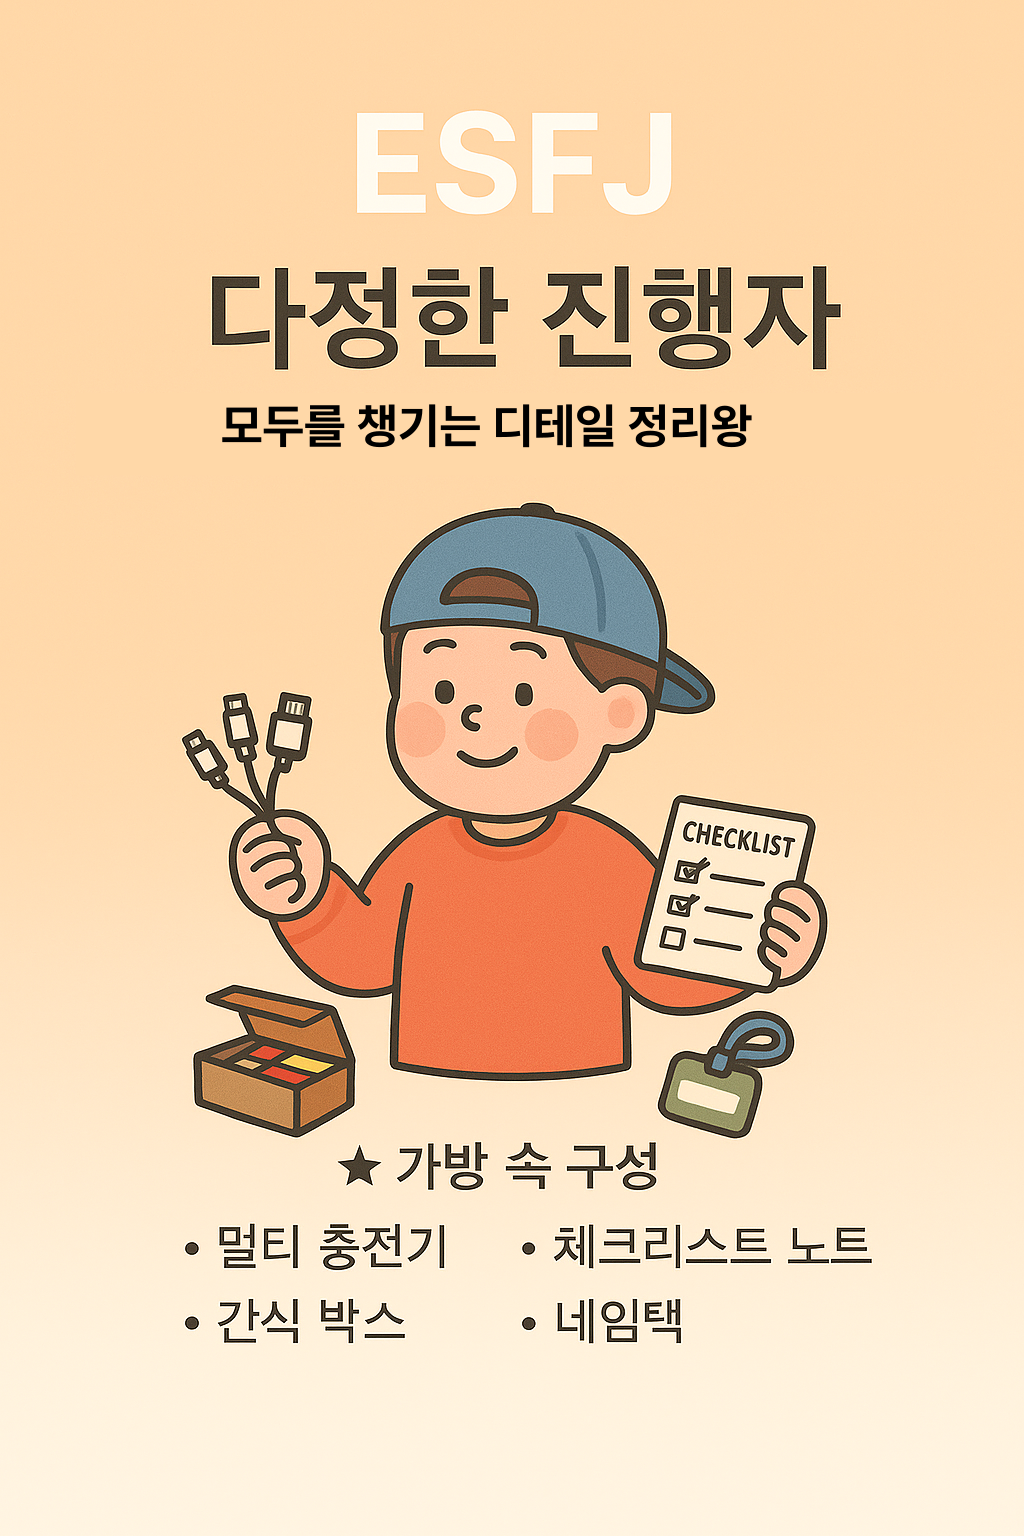 ESFJ
다정한 진행자
모두를 챙기는 디테일 정리왕
CHECKLIST
★ 가방 속 구성
• 멀티 충전기
• 체크리스트 노트
• 간식 박스
• 네임택